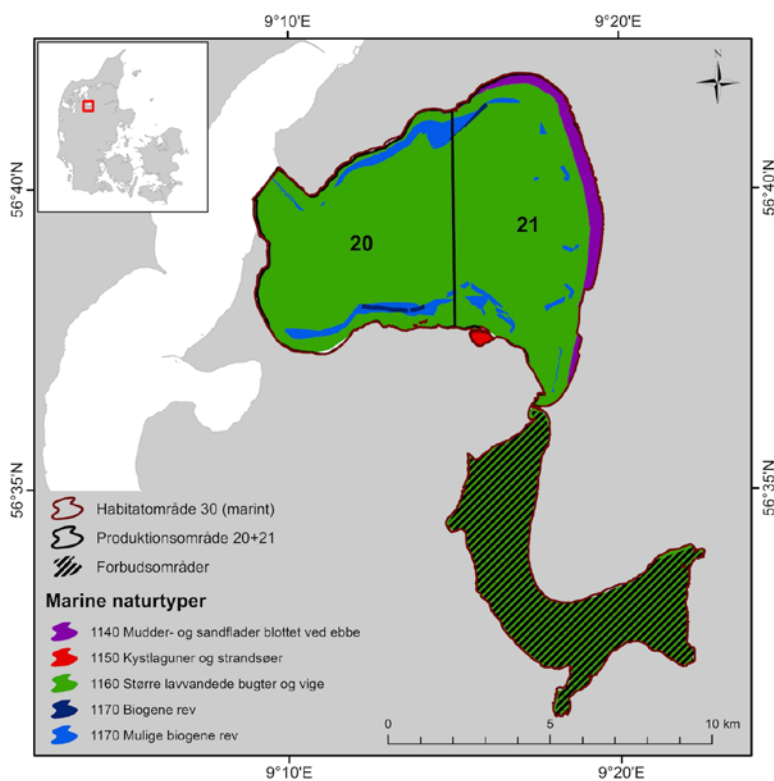 9°10'E
9°20'E
N
56°40'N
56°40'N
20
21
56°35'N
56°35'N
Habitatområde 30 (marint)
Produktionsområde 20+21
Forbudsområder
Marine naturtyper
1140 Mudder- og sandflader blottet ved ebbe
1150 Kystlaguner og strandsøer
1160 Større lavvandede bugter og vige
1170 Biogene rev
1170 Mulige biogene rev
0
5
10 km
9°10'E
9°20'E